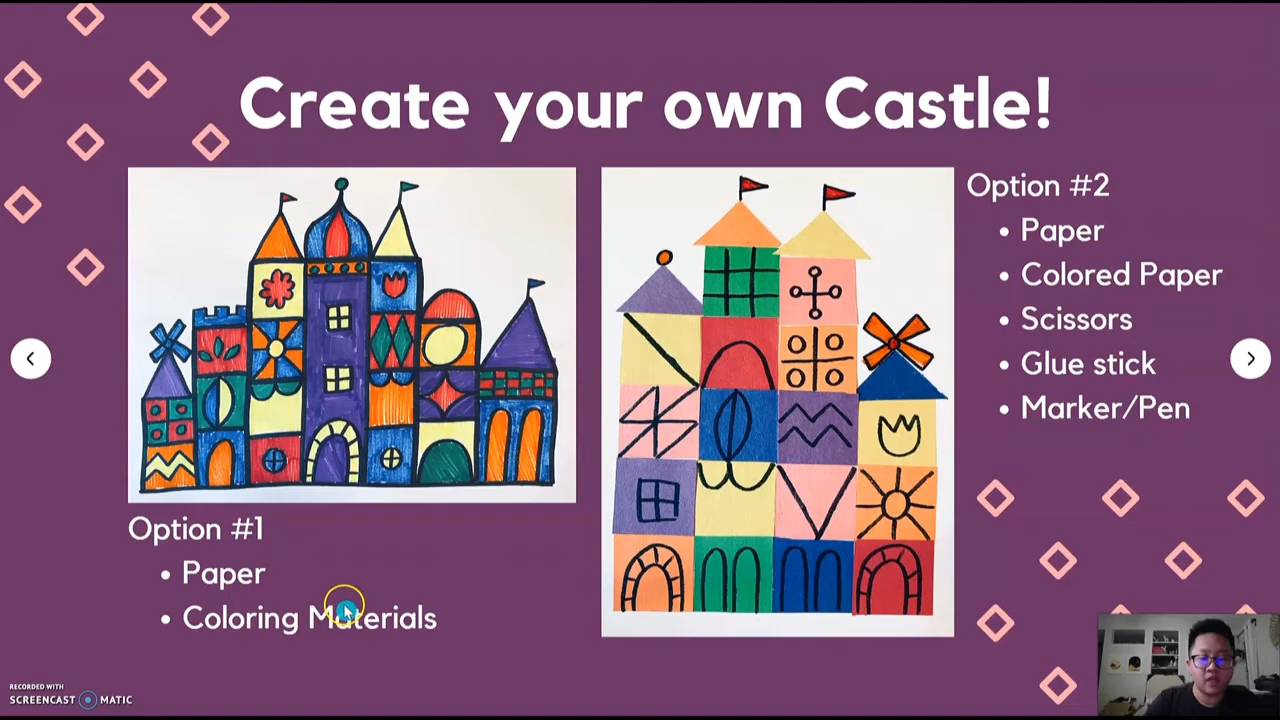 Create your own Castle!
Option #1
• Paper
• Coloring Materials
Option #2
• Paper
• Colored Paper
• Scissors
• Glue stick
• Marker/Pen
RECORDED WITH
SCREENCAST MATIC